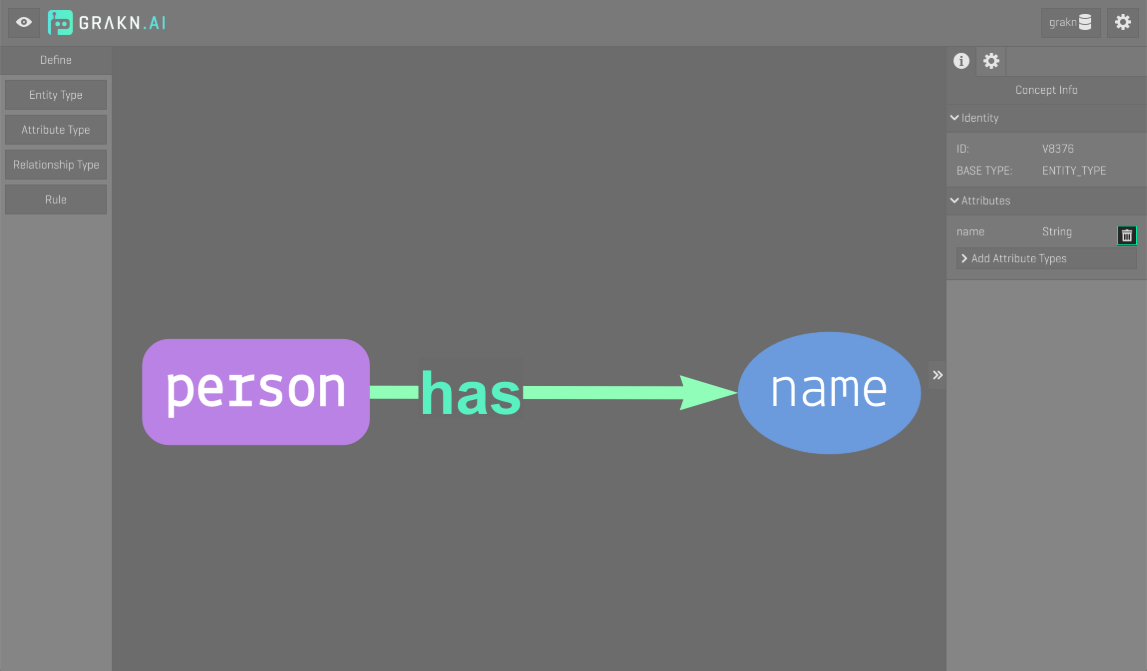 GRAKN.AI
grakn
Define
Entity Type
Attribute Type
Relationship Type
Rule
person
has
name
Concept Info
Identity
ID: V8376
BASE TYPE: ENTITY_TYPE
Attributes
name String
Add Attribute Types